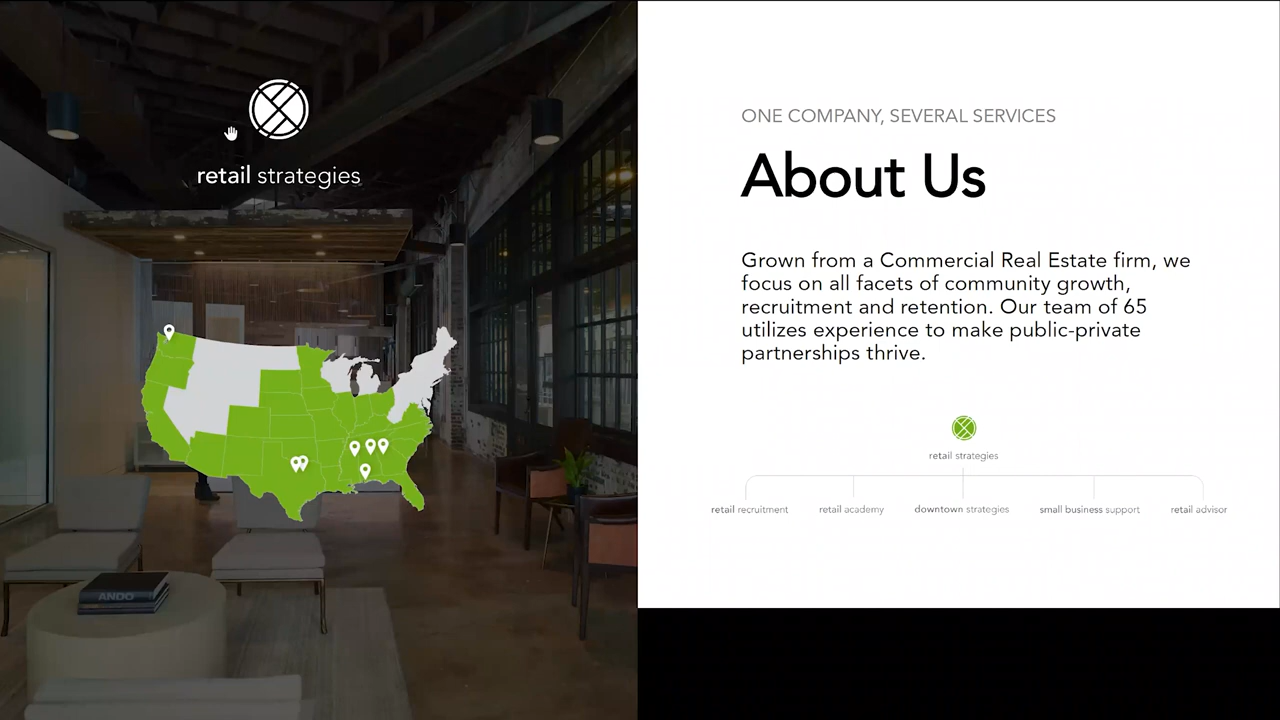 retail strategies
ANDO
ONE COMPANY, SEVERAL SERVICES
About Us
Grown from a Commercial Real Estate firm, we
focus on all facets of community growth,
recruitment and retention. Our team of 65
utilizes experience to make public-private
partnerships thrive.
retail strategies
retail recruitment
retail academy
downtown strategies
small business support
retail advisor